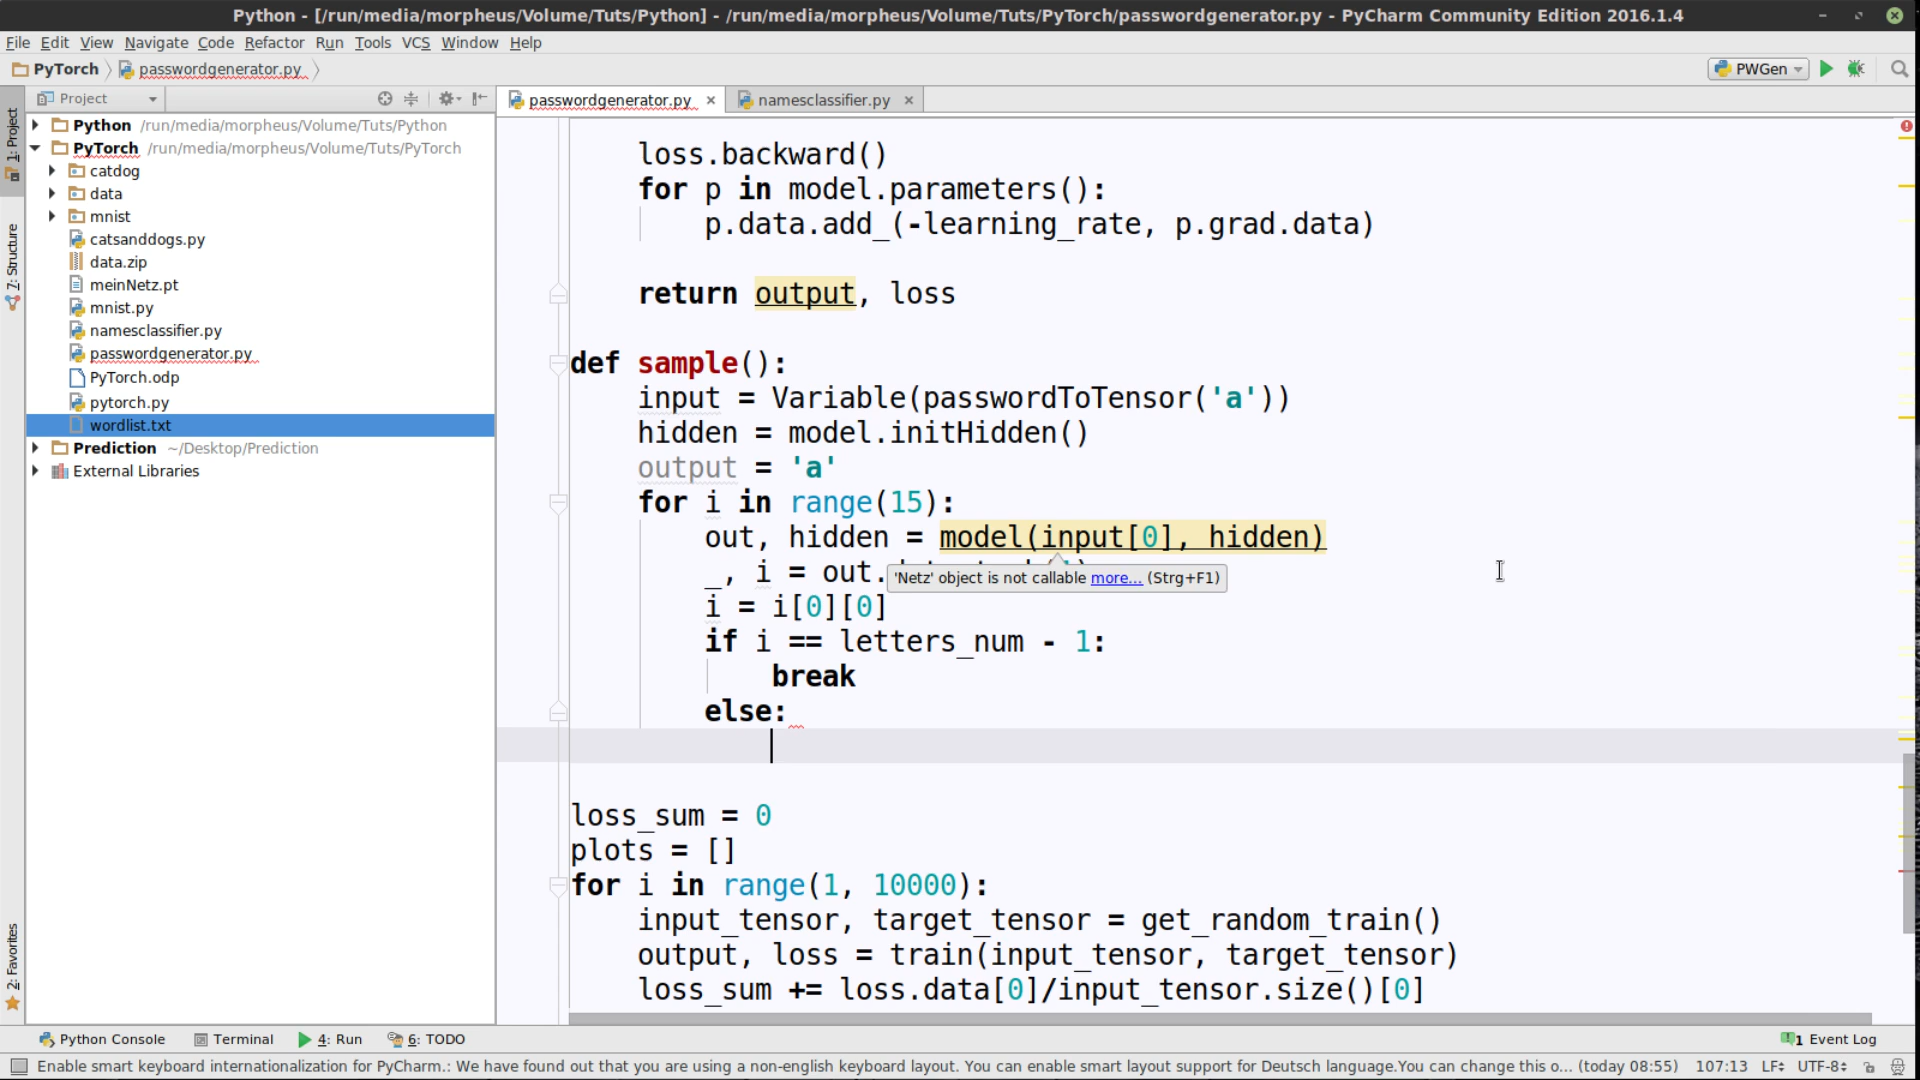 Python - [/run/media/morpheus/Volume/Tuts/Python] - /run/media/morpheus/Volume/Tuts/PyTorch/passwordgenerator.py - PyCharm Community Edition 2016.1.4
File Edit View Navigate Code Refactor Run Tools VCS Window Help
PyTorch passwordgenerator.py PWGen
Project
passwordgenerator.py
namesclassifier.py
1: Project
7: Structure
2: Favorites
Python /run/media/morpheus/Volume/Tuts/Python
PyTorch /run/media/morpheus/Volume/Tuts/PyTorch
catdog
data
mnist
catsanddogs.py
data.zip
meinNetz.pt
mnist.py
namesclassifier.py
passwordgenerator.py
PyTorch.odp
pytorch.py
wordlist.txt
Prediction ~/Desktop/Prediction
External Libraries
loss.backward()
for p in model.parameters():
p.data.add_(-learning_rate, p.grad.data)
return output, loss
def sample():
input = Variable(passwordToTensor('a'))
hidden = model.initHidden()
output = 'a'
for i in range(15):
out, hidden = model(input[0], hidden)
_, i = out.
'Netz' object is not callable more... (Strg+F1)
i = i[0][0]
if i == letters_num - 1:
break
else:
loss_sum = 0
plots = []
for i in range(1, 10000):
input_tensor, target_tensor = get_random_train()
output, loss = train(input_tensor, target_tensor)
loss_sum += loss.data[0]/input_tensor.size()[0]
Python Console Terminal 4: Run 6: TODO 1 Event Log
Enable smart keyboard internationalization for PyCharm.: We have found out that you are using a non-english keyboard layout. You can enable smart layout support for Deutsch language.You can change this o... (today 08:55) 107:13 LF UTF-8